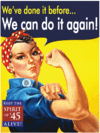 We've done it before...
We can do it again!
KEEP THE
SPIRIT
OF '45
ALIVE!